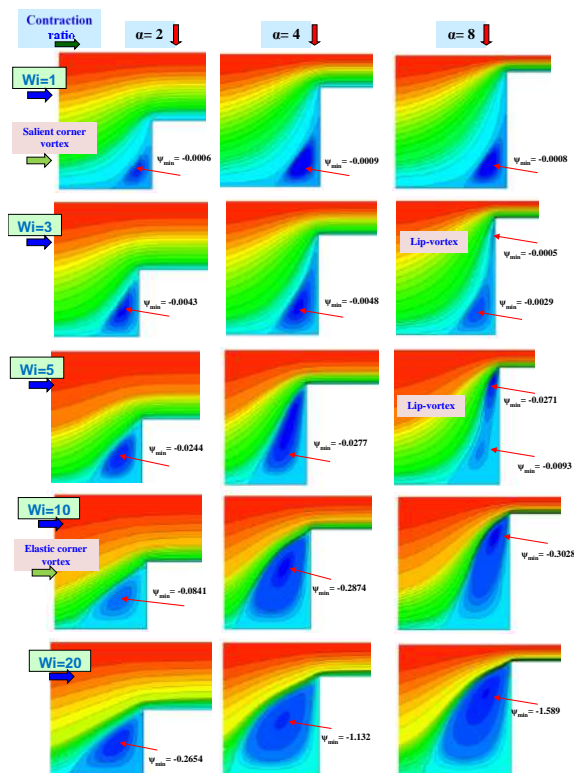 Contraction
ratio
α= 2
α= 4
α= 8
Wi=1
Salient corner
vortex
ψmin= -0.0006
ψmin= -0.0009
ψmin= -0.0008
Wi=3
ψmin= -0.0043
ψmin= -0.0048
Lip-vortex
ψmin= -0.0005
ψmin= -0.0029
Wi=5
ψmin= -0.0244
ψmin= -0.0277
Lip-vortex
ψmin= -0.0271
ψmin= -0.0093
Wi=10
Elastic corner
vortex
ψmin= -0.0841
ψmin= -0.2874
ψmin= -0.3028
Wi=20
ψmin= -0.2654
ψmin= -1.132
ψmin= -1.589